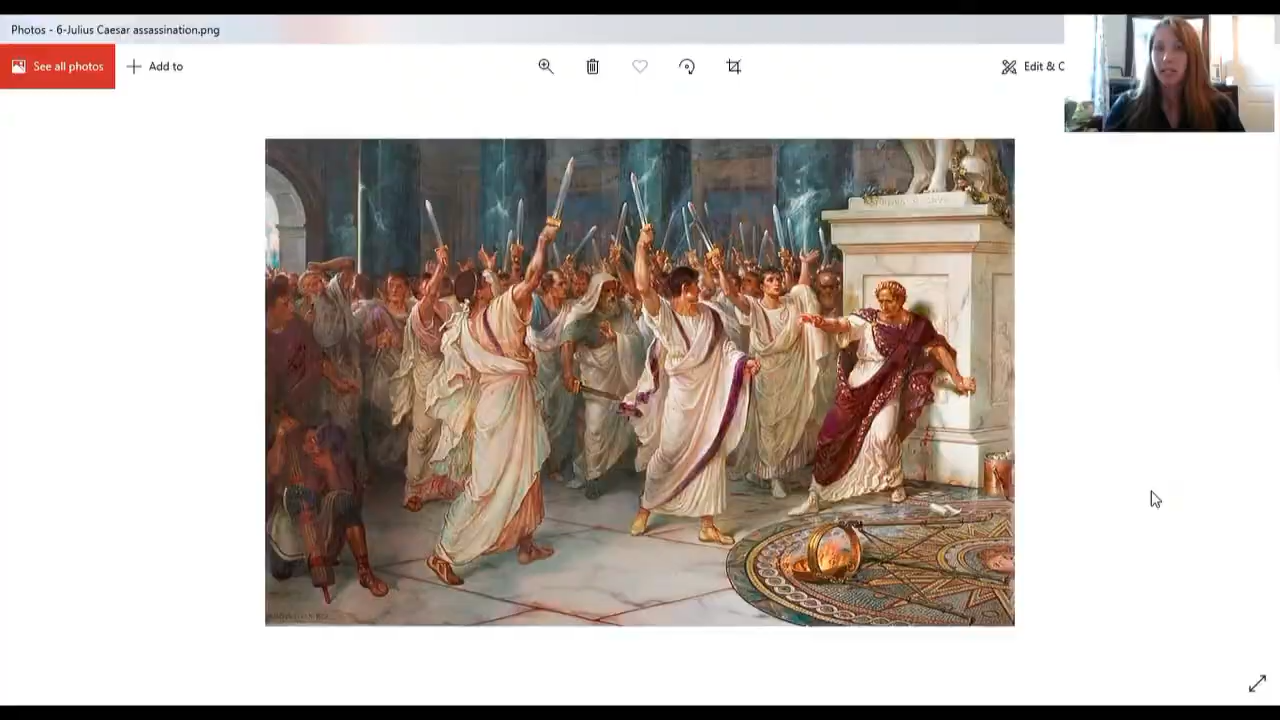 Photos - 6-Julius Caesar assassination.png
See all photos
Add to
Edit & C